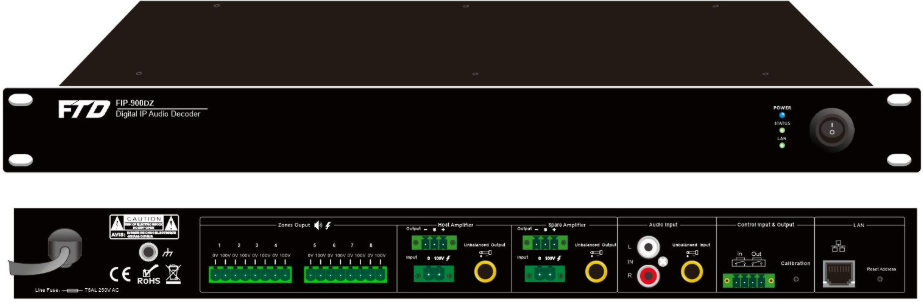 FTD
FIP-900DZ
Digital IP Audio Decoder
POWER
STATUS
LAN
CAUTION
AVIS:
CE RoHS
Line Fuse: T5AL 250V AC
Zones Output
1 2 3 4 5 6 7 8
0V 100V 0V 100V 0V 100V 0V 100V 0V 100V 0V 100V 0V 100V 0V 100V
Host Amplifier
Output - G +
Unbalanced Output
Input 0 100V
Spare Amplifier
Output - G +
Unbalanced Output
Input 0 100V
Audio Input
L
IN
R
Unbalanced Input
Control Input & Output
In Out
Calibration
LAN
Reset Address